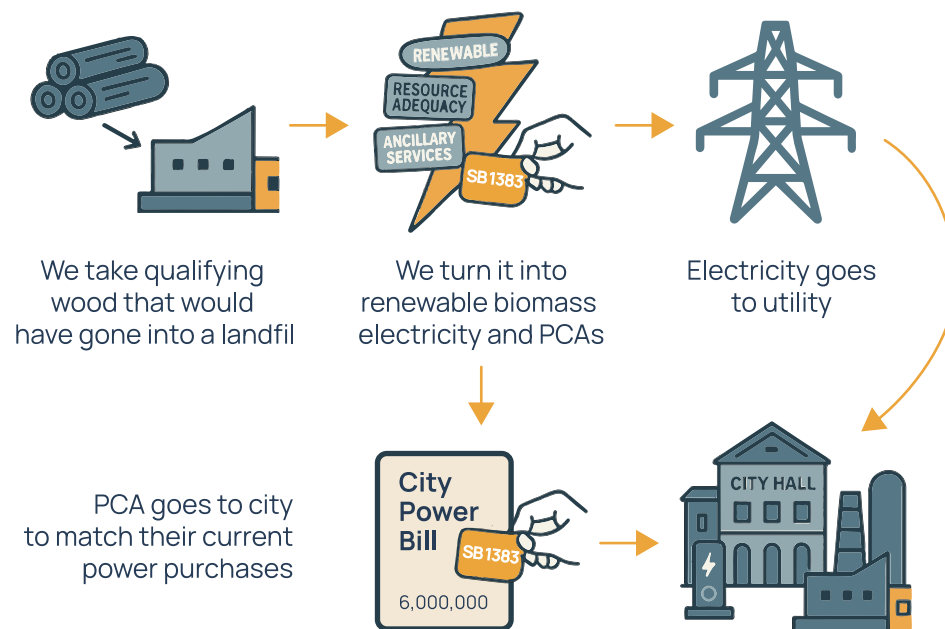 RENEWABLE
RESOURCE
ADEQUACY
ANCILLARY
SERVICES
SB1383
We take qualifying
wood that would
have gone into a landfil
We turn it into
renewable biomass
electricity and PCAs
Electricity goes
to utility
PCA goes to city
to match their current
power purchases
City
Power
Bill
SB1383
6,000,000
CITY HALL